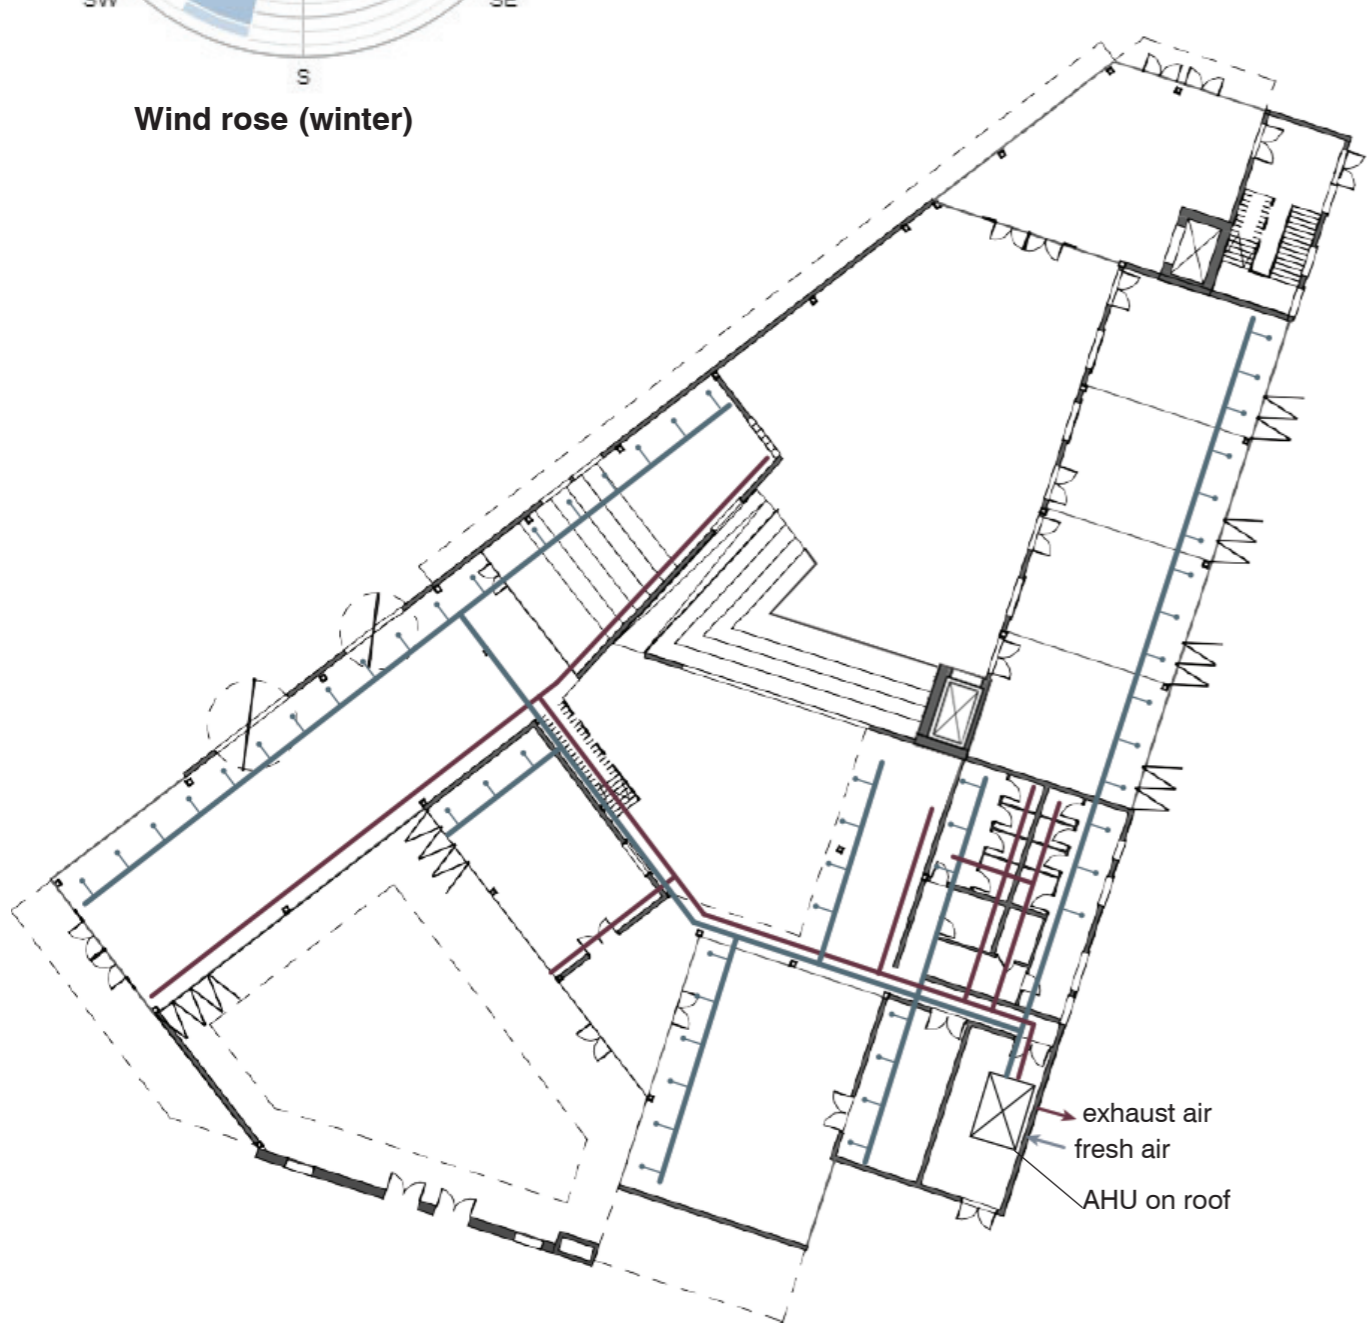 SW
SE
S
Wind rose (winter)
exhaust air
fresh air
AHU on roof